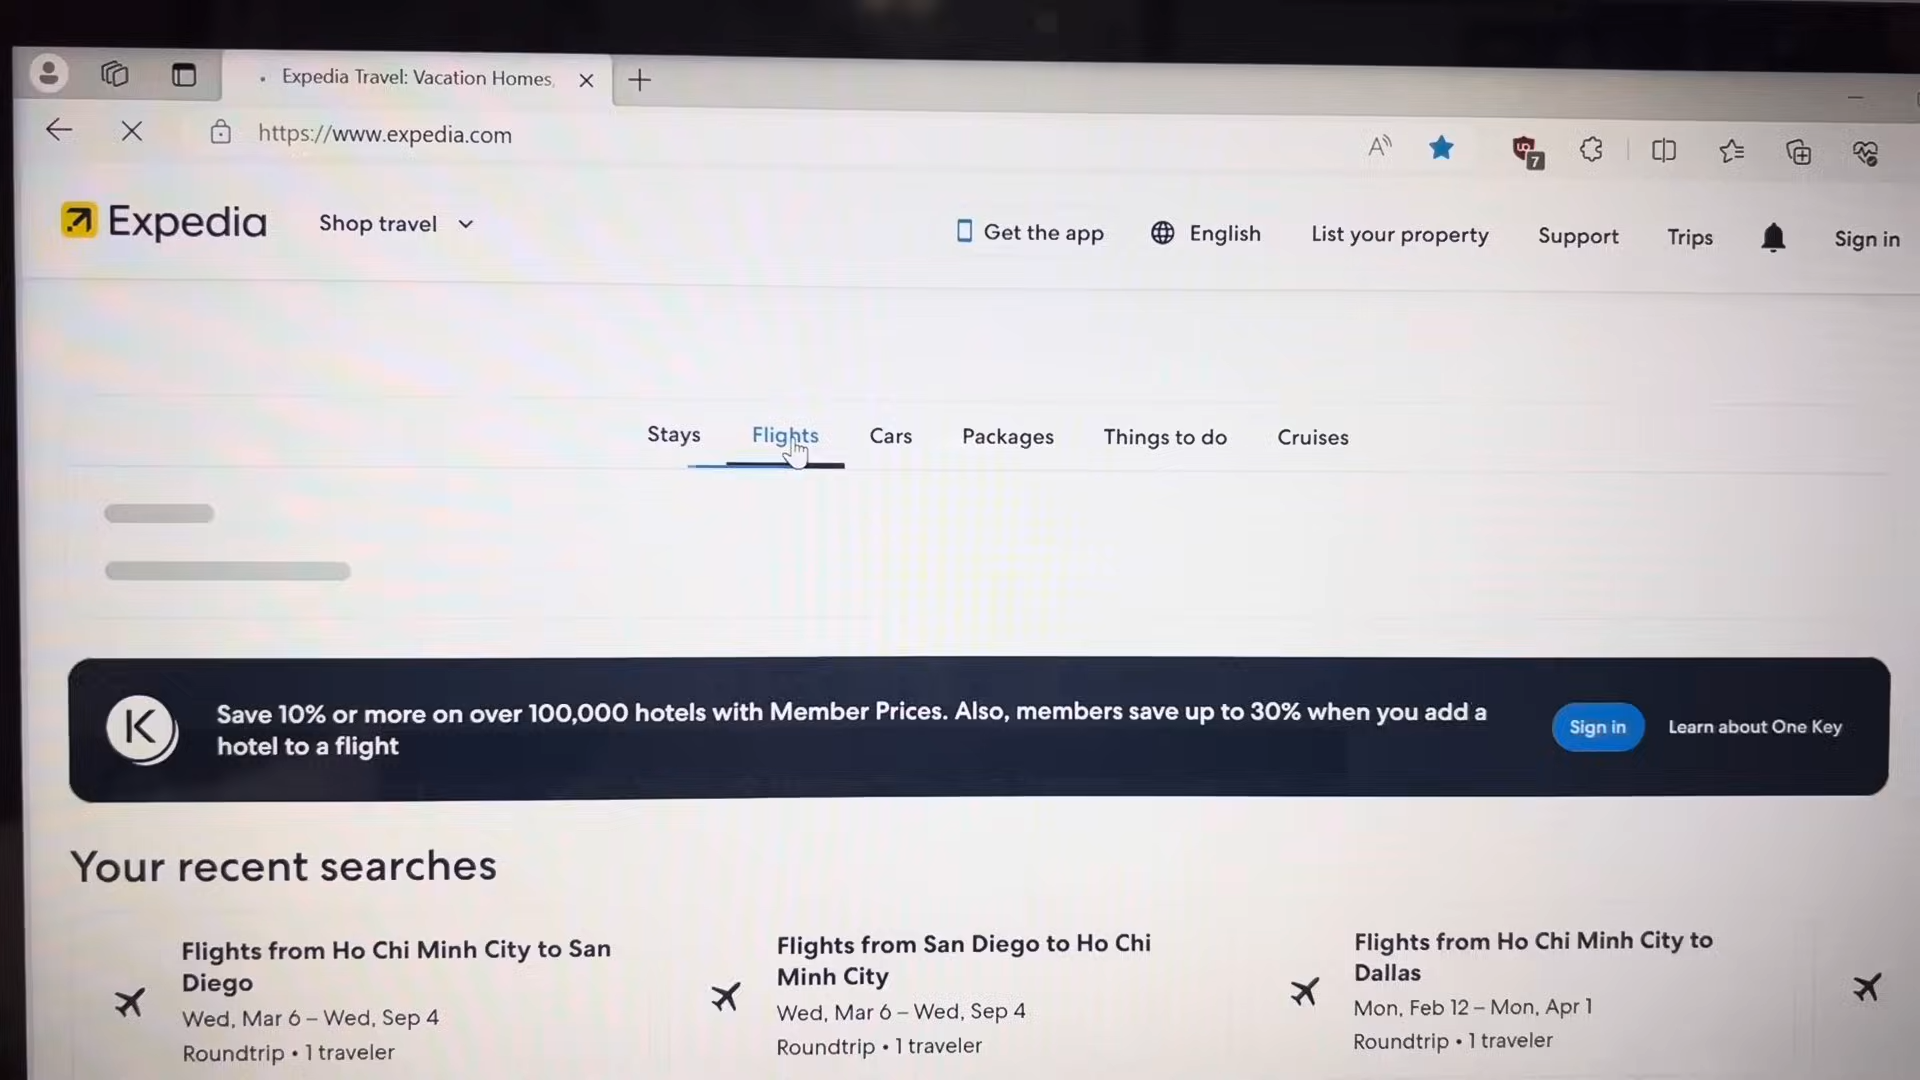 Expedia Travel: Vacation Homes,
https://www.expedia.com
7
Expedia
Shop travel
Get the app
English
List your property
Support
Trips
Sign in
Stays
Flights
Cars
Packages
Things to do
Cruises
K
Save 10% or more on over 100,000 hotels with Member Prices. Also, members save up to 30% when you add a
hotel to a flight
Sign in
Learn about One Key
Your recent searches
Flights from Ho Chi Minh City to San
Diego
Wed, Mar 6 – Wed, Sep 4
Roundtrip • 1 traveler
Flights from San Diego to Ho Chi
Minh City
Wed, Mar 6 – Wed, Sep 4
Roundtrip • 1 traveler
Flights from Ho Chi Minh City to
Dallas
Mon, Feb 12 – Mon, Apr 1
Roundtrip • 1 traveler